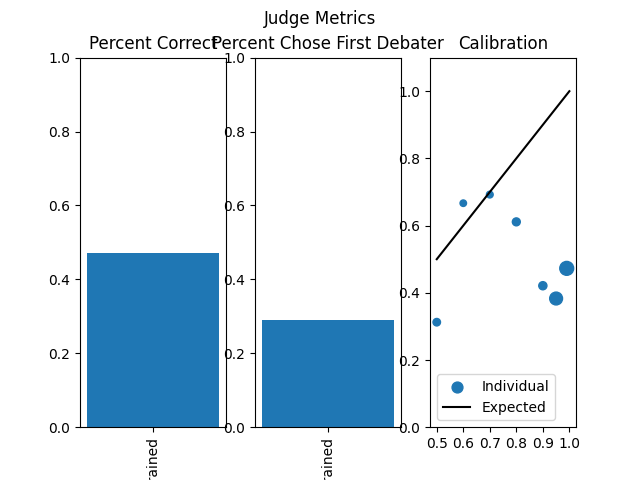 Judge Metrics
Percent Correct
Percent Chose First Debater
Calibration
1.0
0.8
0.6
0.4
0.2
0.0
rained
1.0
0.8
0.6
0.4
0.2
0.0
rained
1.0
0.8
0.6
0.4
0.2
0.0
0.5 0.6 0.7 0.8 0.9 1.0
Individual
Expected